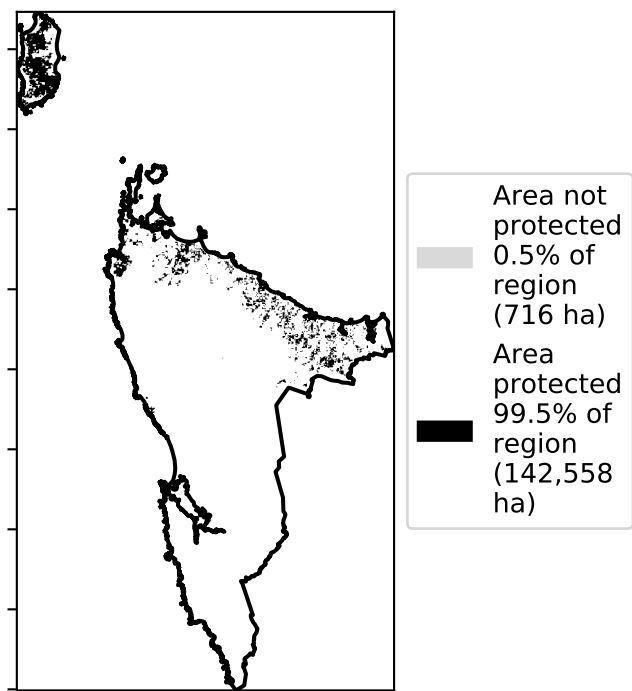 Area not
protected
0.5% of
region
(716 ha)
Area
protected
99.5% of
region
(142,558
ha)